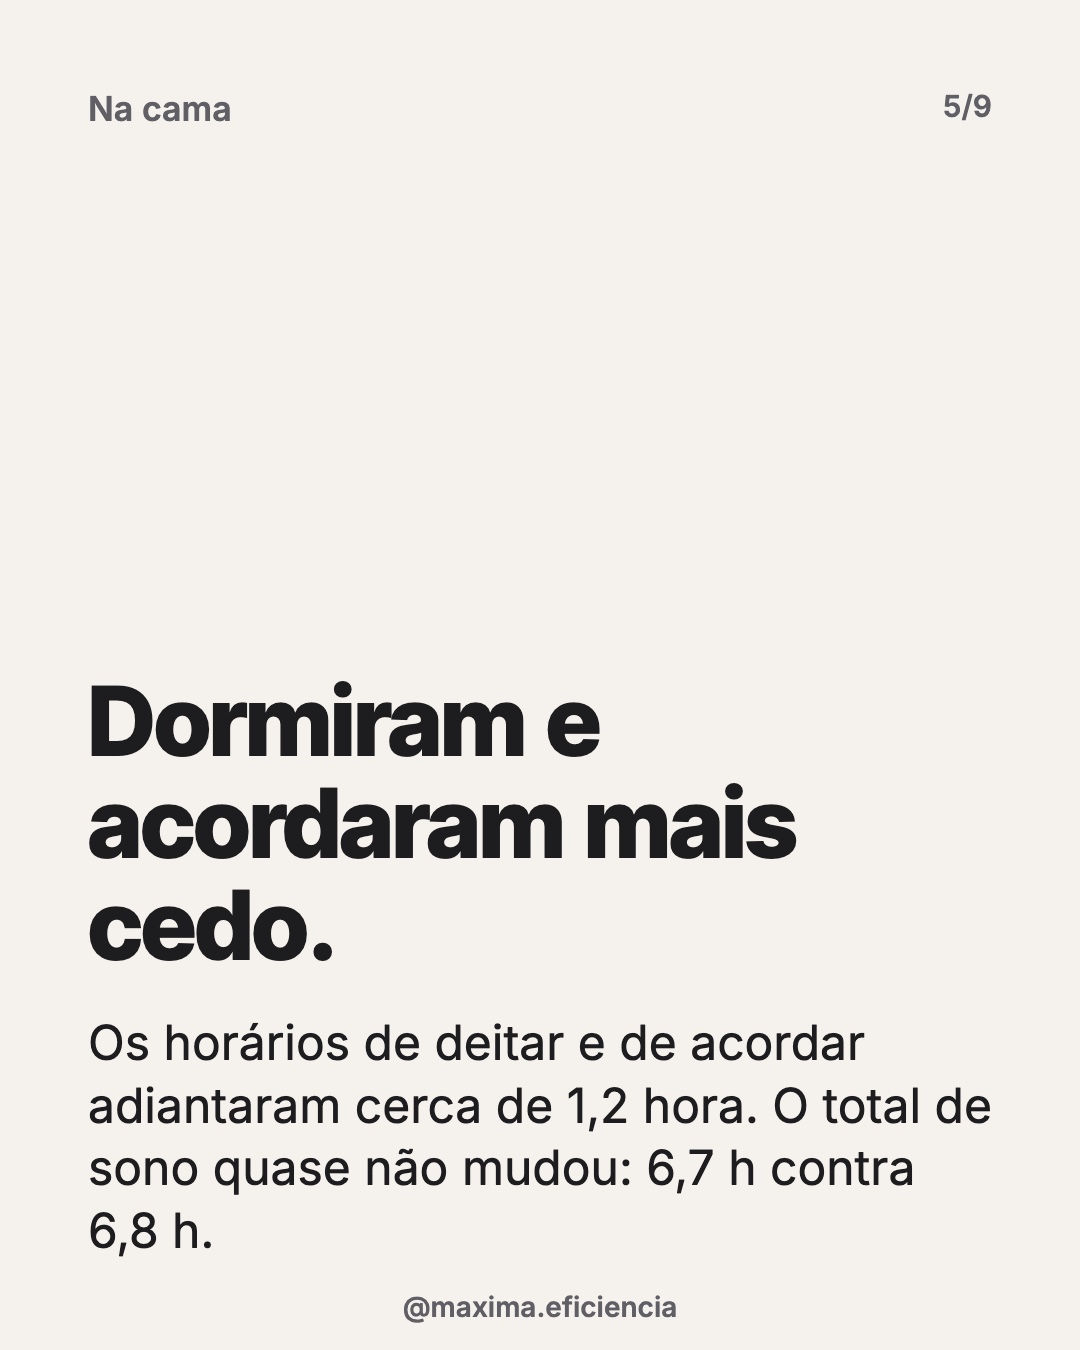 Na cama
5/9
Dormiram e
acordaram mais
cedo.
Os horários de deitar e de acordar
adiantaram cerca de 1,2 hora. O total de
sono quase não mudou: 6,7 h contra
6,8 h.
@maxima.eficiencia